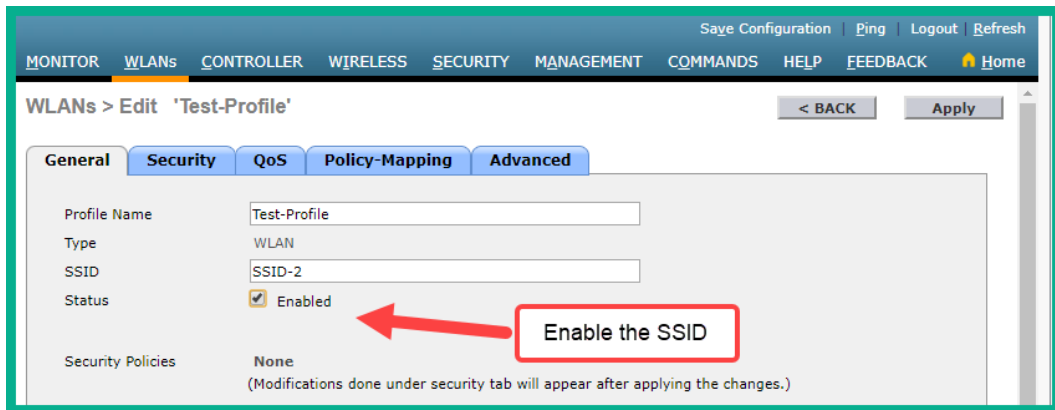 Save Configuration | Ping | Logout | Refresh
MONITOR WLANs CONTROLLER WIRELESS SECURITY MANAGEMENT COMMANDS HELP FEEDBACK Home
WLANs > Edit 'Test-Profile'
< BACK Apply
General Security QoS Policy-Mapping Advanced
Profile Name Test-Profile
Type WLAN
SSID SSID-2
Status Enabled
Enable the SSID
Security Policies None
(Modifications done under security tab will appear after applying the changes.)